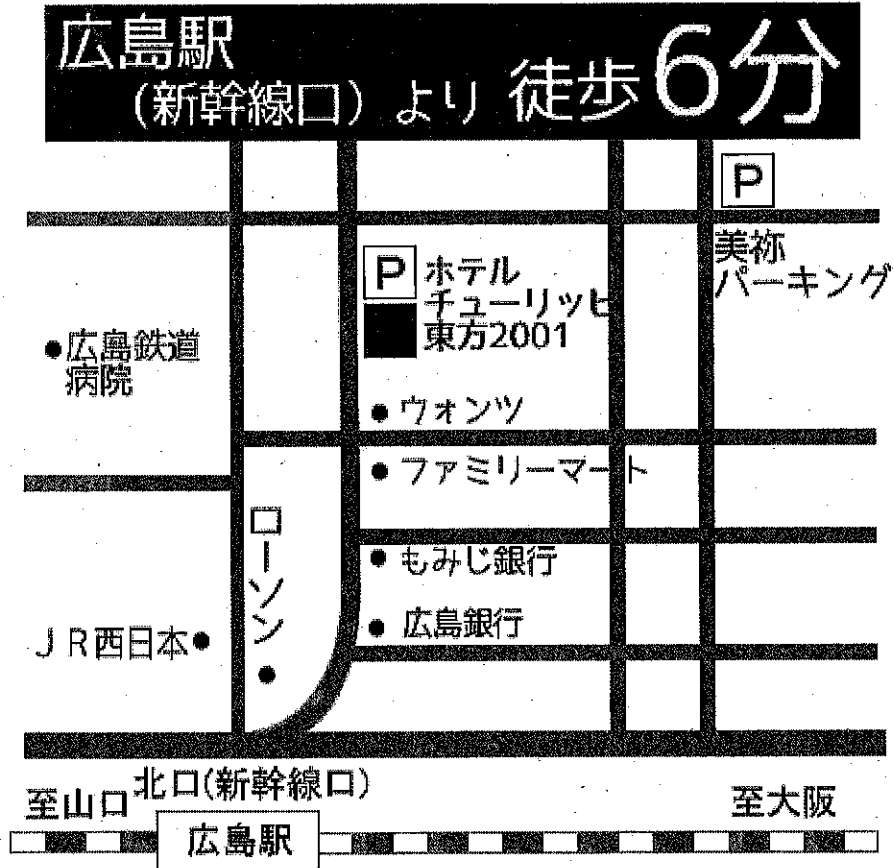 広島駅
(新幹線口)より 徒歩6分
P
美祢
パーキング
P ホテル
チューリッヒ
東方2001
広島鉄道
病院
ウォンツ
ファミリーマート
ローソン
もみじ銀行
広島銀行
JR西日本
北口(新幹線口)
至山口
至大阪
広島駅